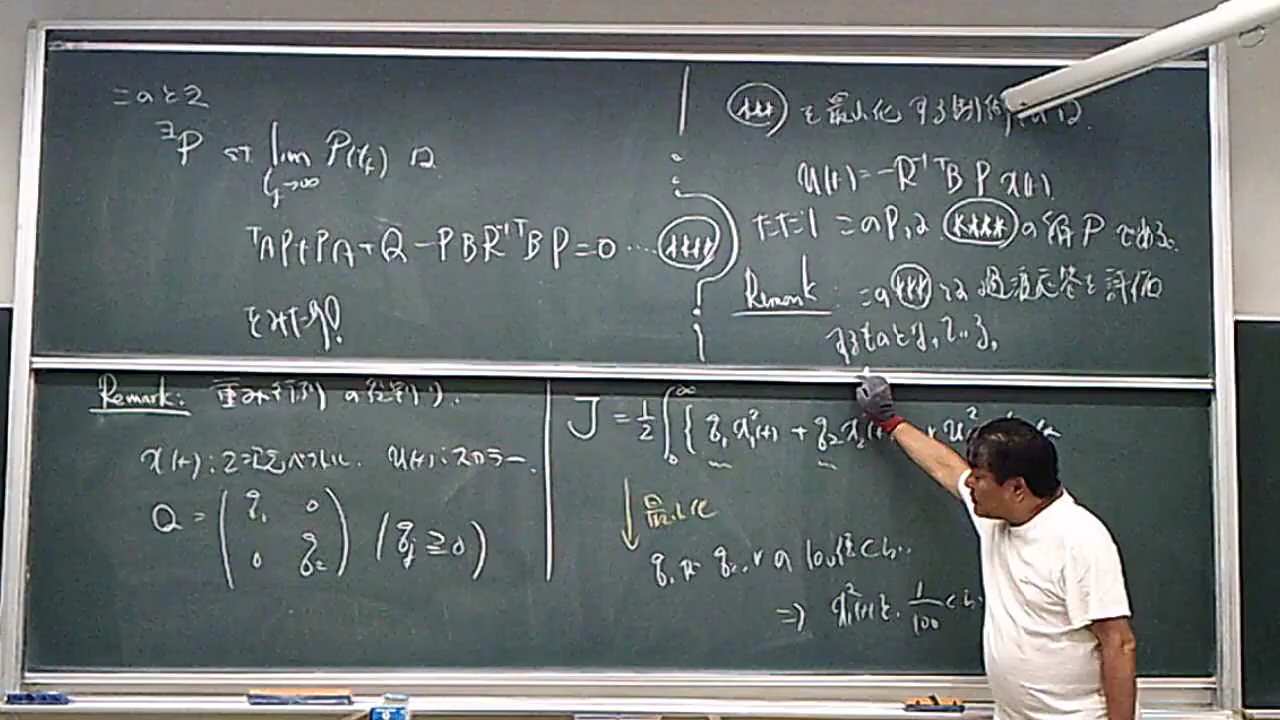 このとき
∃P s.t. lim P(t_f) は
t_f→∞
ᵀAP+PA+Q-PBR⁻¹ᵀBP=0 … (****)
をみたす!
(***) を最小化する制御
u(t)=-R⁻¹ᵀBPx(t)
ただし このPは (****) の解Pである。
Remark: この(***)は過渡応答を評価
するものとなっている。
Remark: 重み行列の役割り.
x(t):2次元ベクトル. u(t):スカラー.
Q = ( q₁ 0
0 q₂ ) (q_j≧0)
J = 1/2 ∫₀^∞ { q₁x₁²(t) + q₂x₂
最小化
q₁ を q₂, r の 100倍くらい
⇒ x₁²(t)を 1/100 くら